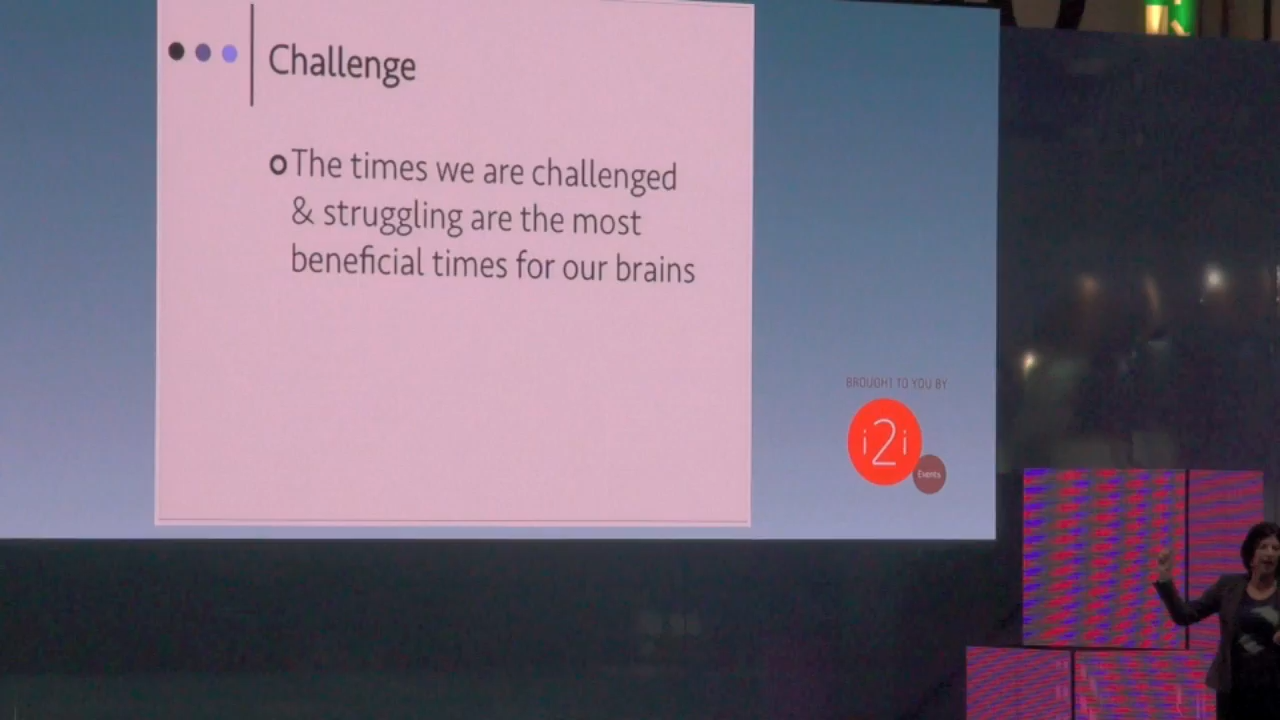 Challenge
The times we are challenged
& struggling are the most
beneficial times for our brains
BROUGHT TO YOU BY
i2i
Events